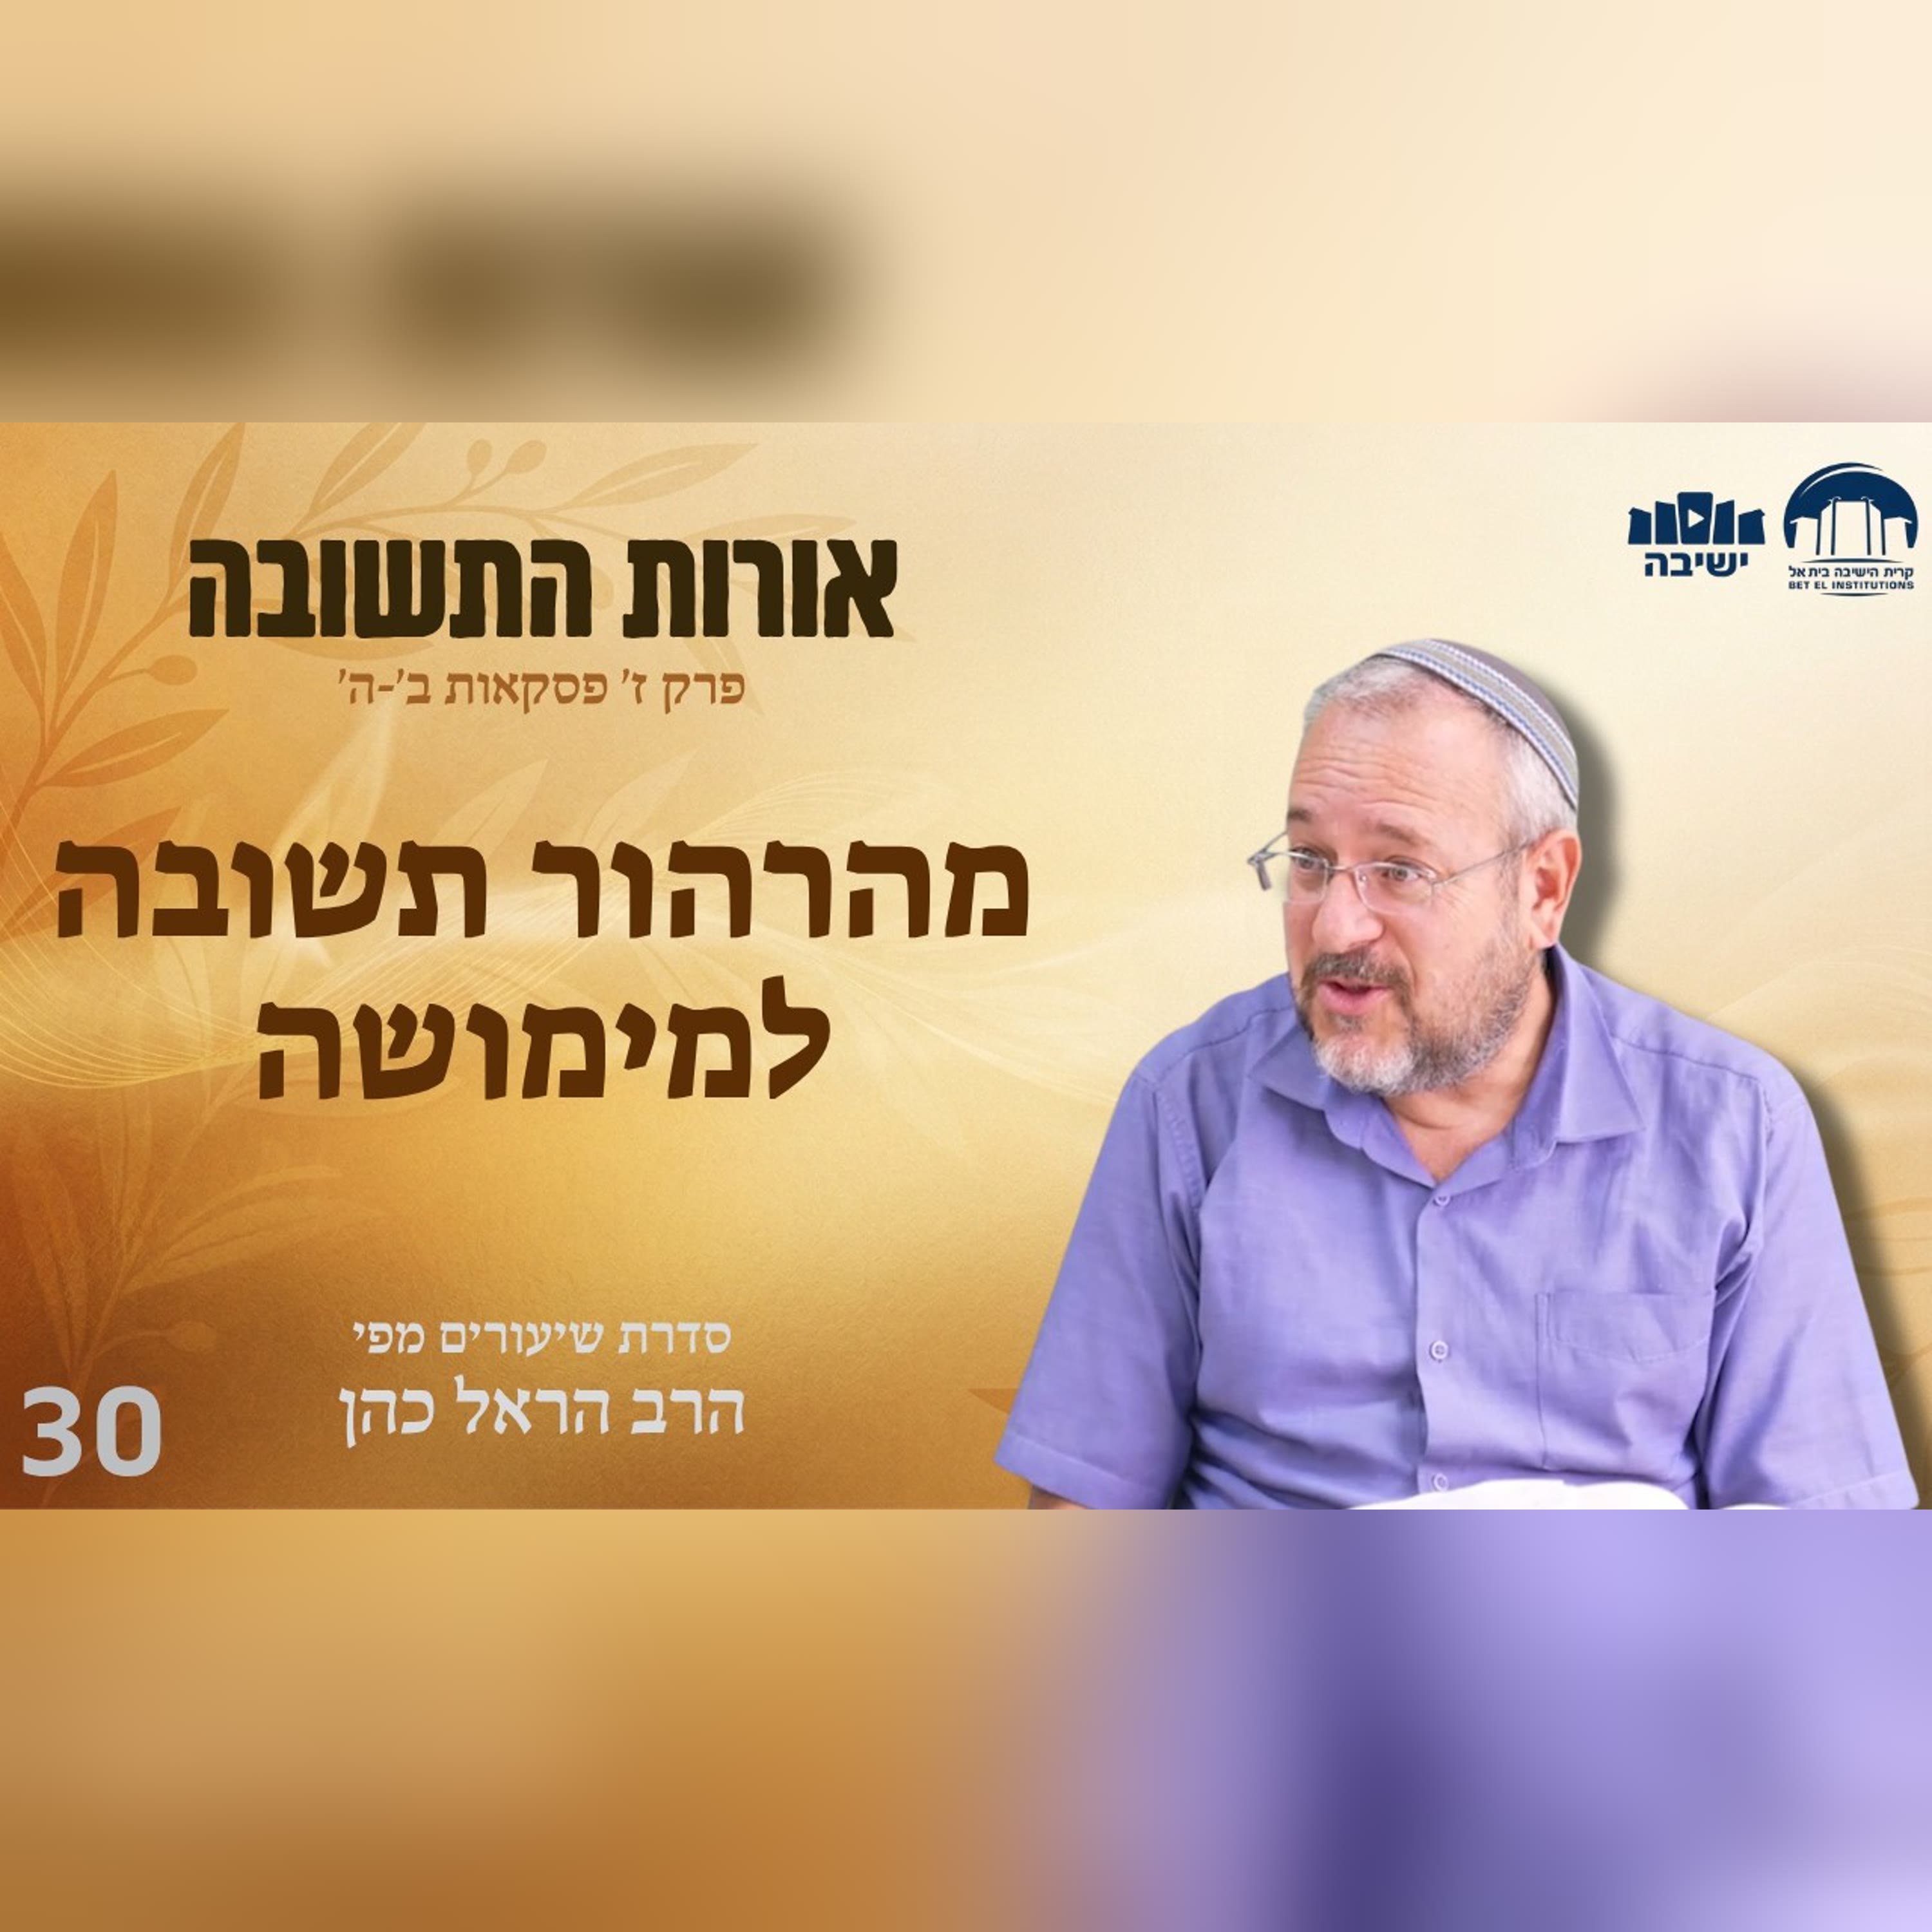 אורות התשובה
פרק ז' פסקאות ב'-ה'
מהרהור תשובה
למימושה
סדרת שיעורים מפי
הרב הראל כהן
30
ישיבה
קרית הישיבה בית אל
BET EL INSTITUTIONS